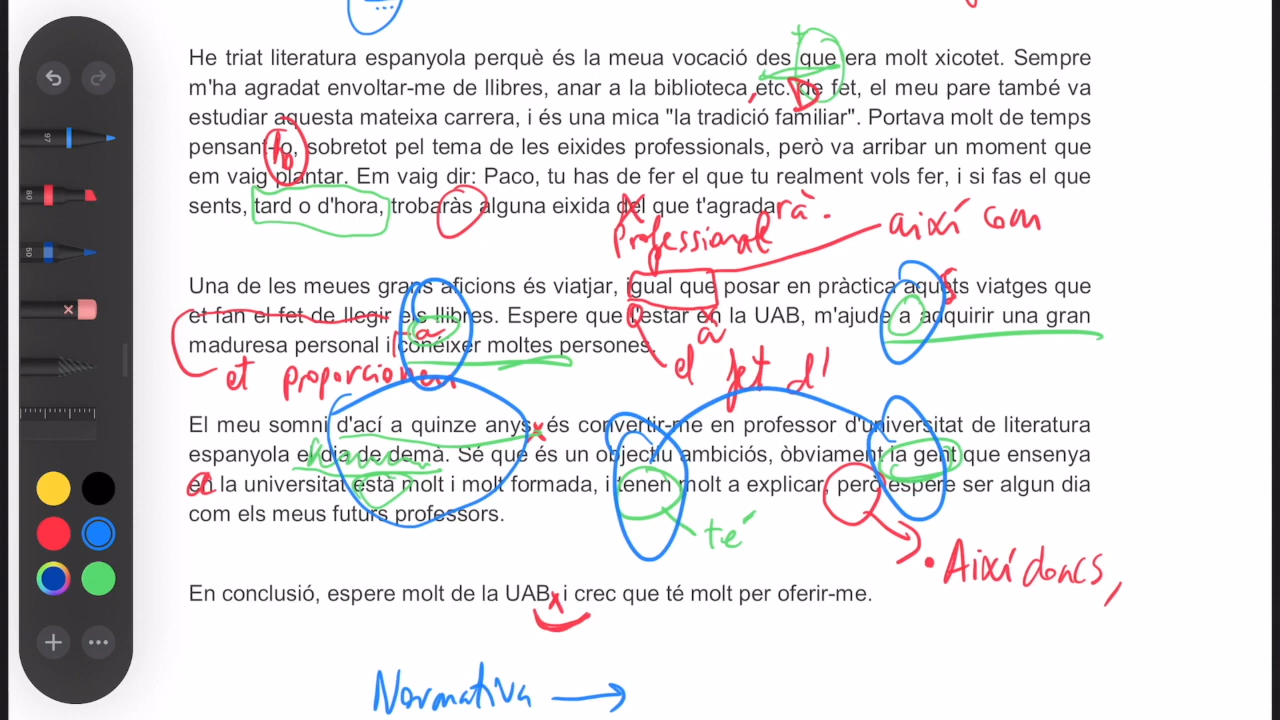 He triat literatura espanyola perquè és la meua vocació des que era molt xicotet. Sempre
m'ha agradat envoltar-me de llibres, anar a la biblioteca, etc. De fet, el meu pare també va
estudiar aquesta mateixa carrera, i és una mica "la tradició familiar". Portava molt de temps
pensant-ho, sobretot pel tema de les eixides professionals, però va arribar un moment que
em vaig plantar. Em vaig dir: Paco, tu has de fer el que tu realment vols fer, i si fas el que
sents, tard o d'hora, trobaràs alguna eixida del que t'agradarà.
professional
així com
Una de les meues grans aficions és viatjar, igual que posar en pràctica aquets viatges que
s
et fan el fet de llegir els llibres. Espere que l'estar en la UAB, m'ajude a adquirir una gran
a
à
maduresa personal i coneixer moltes persones.
et proporcionen
el fet d'
El meu somni d'ací a quinze anys, és convertir-me en professor d'universitat de literatura
espanyola el dia de demà. Sé que és un objectiu ambiciós, òbviament la gent que ensenya
a
en la universitat està molt i molt formada, i tenen molt a explicar, però espere ser algun dia
com els meus futurs professors.
té
. Així doncs,
En conclusió, espere molt de la UAB, i crec que té molt per oferir-me.
x
Normativa →
97
80
50